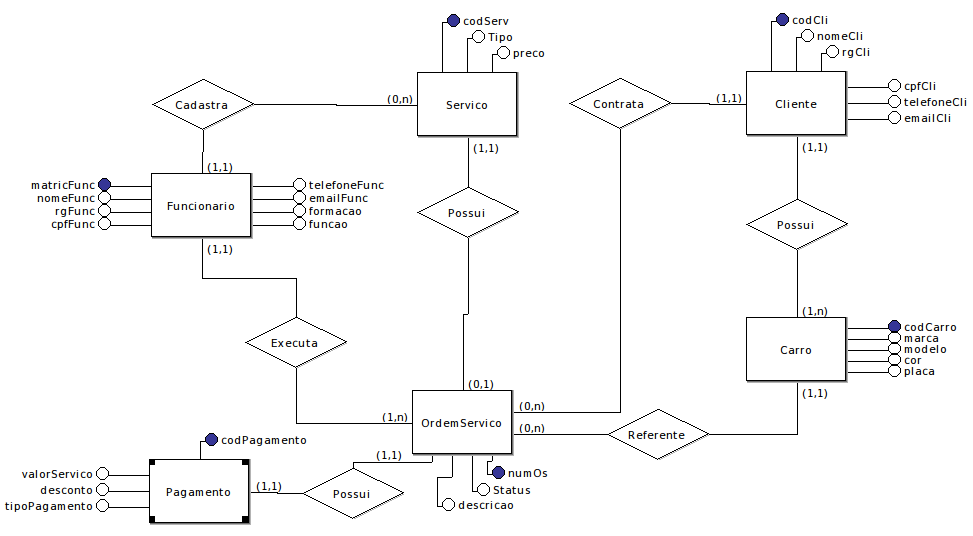 codServ
Tipo
preco
codCli
nomeCli
rgCli
Cadastra
(0,n)
Servico
Contrata
(1,1)
Cliente
cpfCli
telefoneCli
emailCli
(1,1)
(1,1)
(1,1)
matricFunc
nomeFunc
rgFunc
cpfFunc
Funcionario
telefoneFunc
emailFunc
formacao
funcao
Possui
Possui
(1,1)
(1,n)
Executa
Carro
codCarro
marca
modelo
cor
placa
(0,1)
(1,1)
(1,n)
OrdemServico
(0,n)
(0,n)
Referente
codPagamento
(1,1)
valorServico
desconto
tipoPagamento
Pagamento
(1,1)
Possui
numOs
Status
descricao